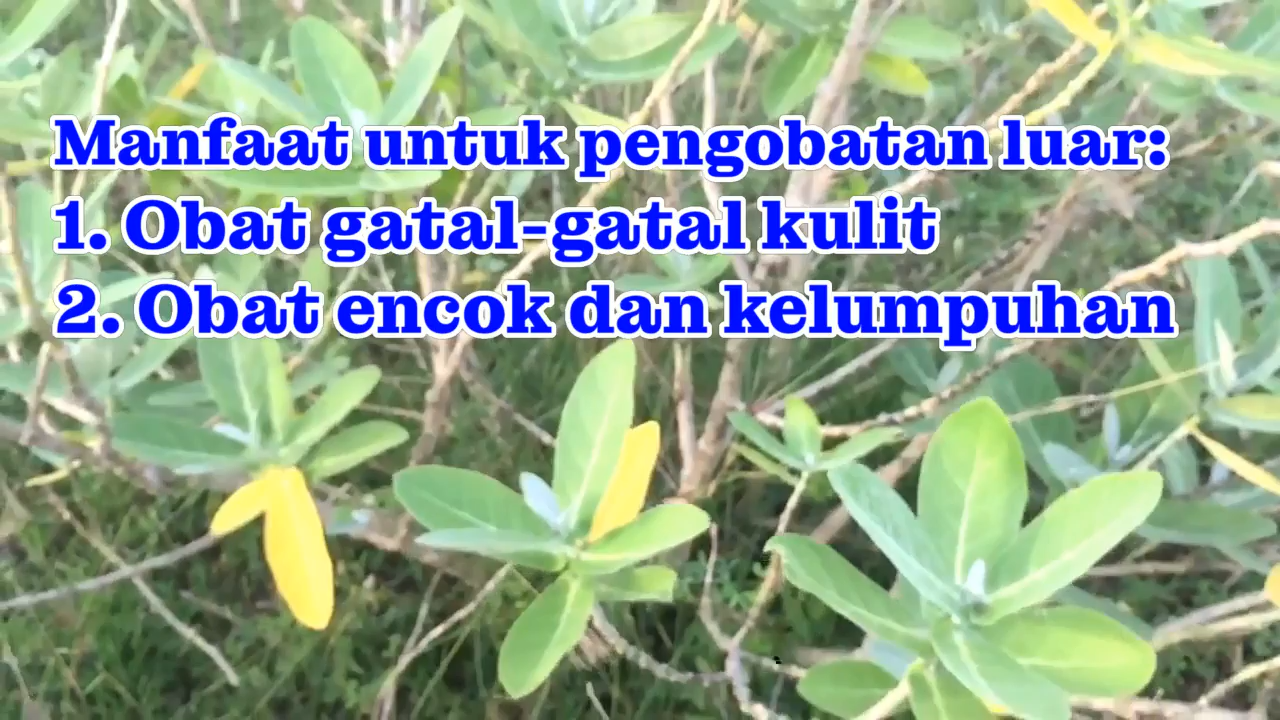 Manfaat untuk pengobatan luar:
1. Obat gatal-gatal kulit
2. Obat encok dan kelumpuhan